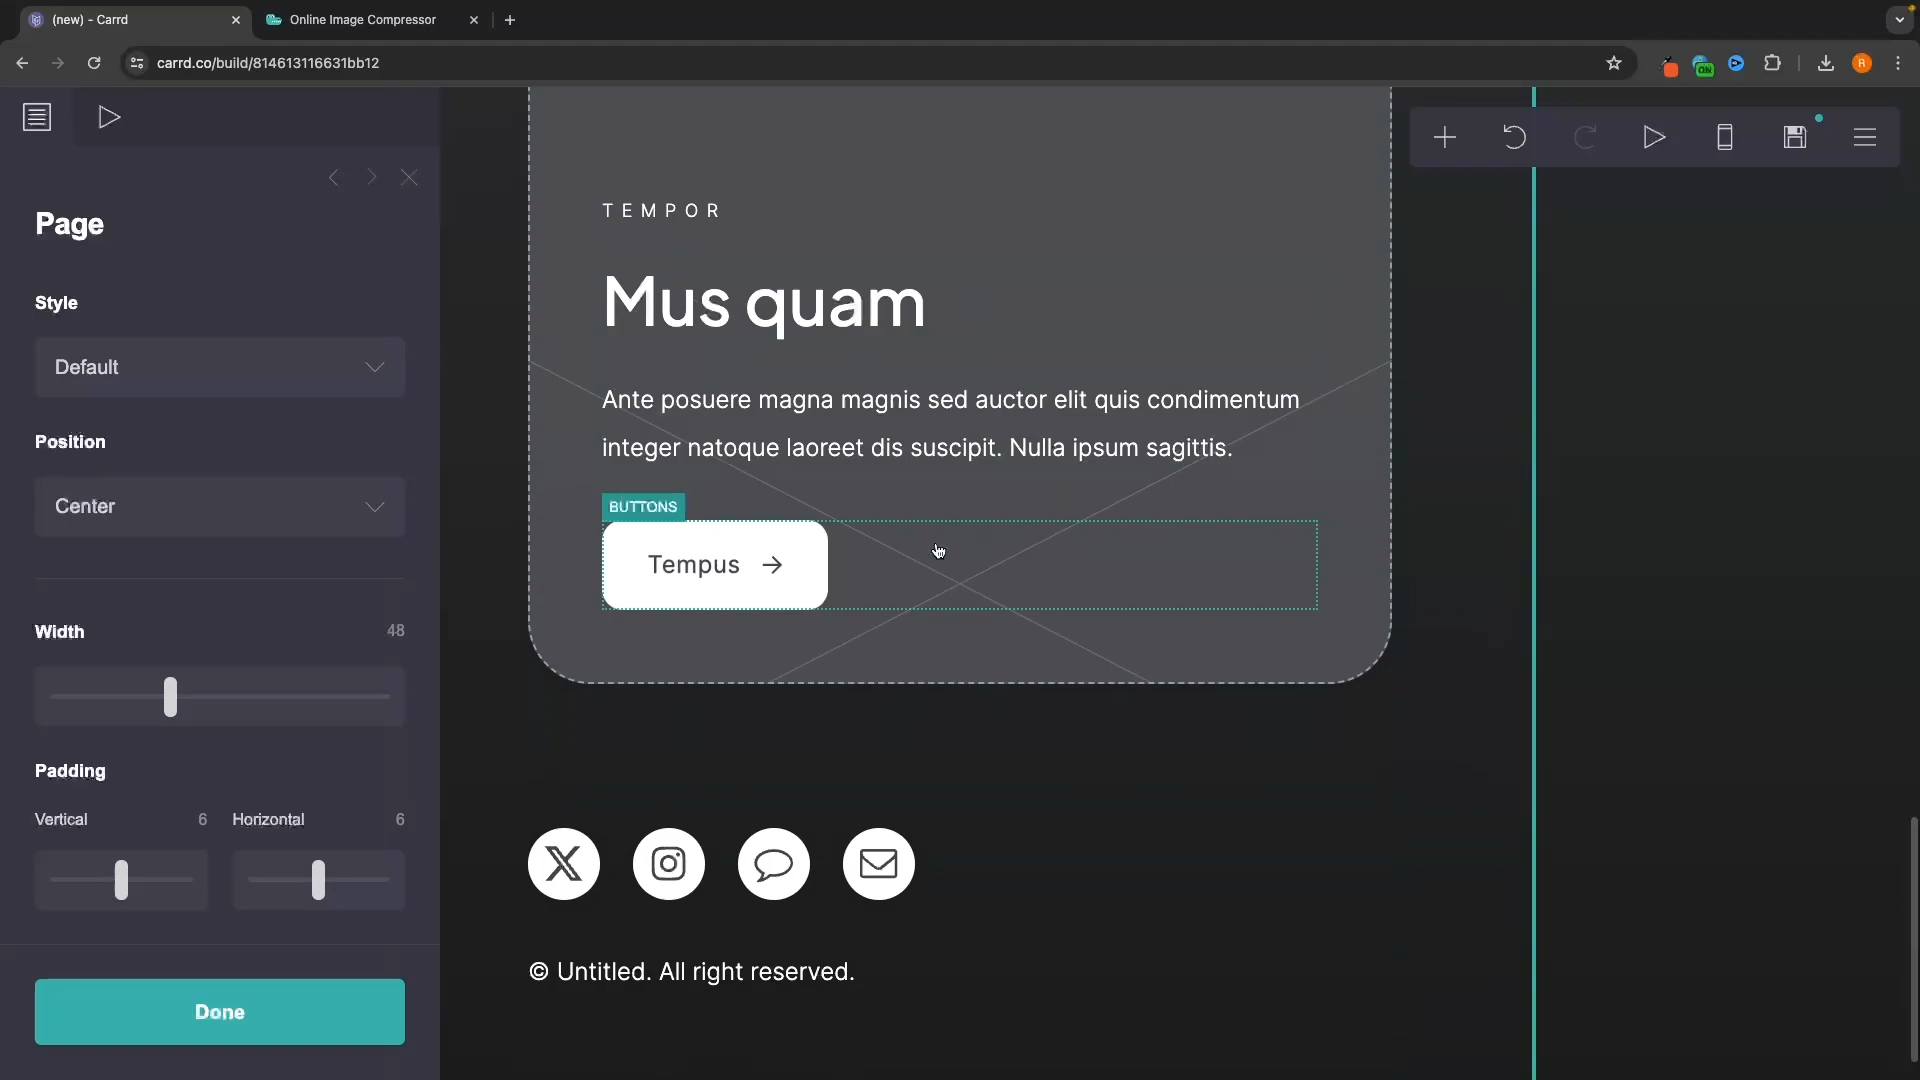 (new) - Carrd
Online Image Compressor
carrd.co/build/814613116631bb12
ON
R
Page
Style
Default
Position
Center
Width 48
Padding
Vertical 6 Horizontal 6
Done
TEMPOR
Mus quam
Ante posuere magna magnis sed auctor elit quis condimentum
integer natoque laoreet dis suscipit. Nulla ipsum sagittis.
BUTTONS
Tempus →
© Untitled. All right reserved.